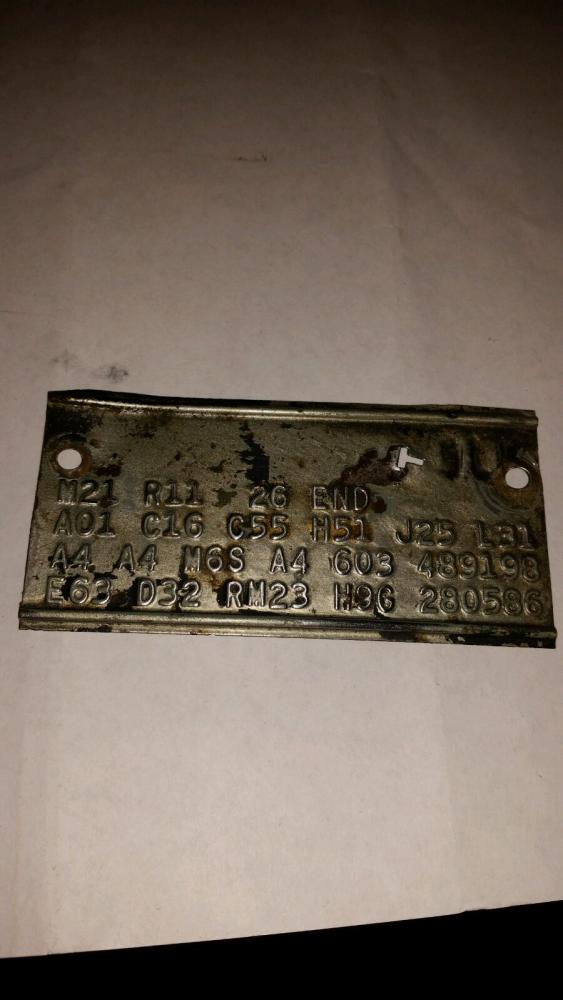 M21 R11 26 END
A01 C16 C55 H51 J25 L31
A4 A4 M6S A4 603 489198
E63 D32 RM23 H9G 280586